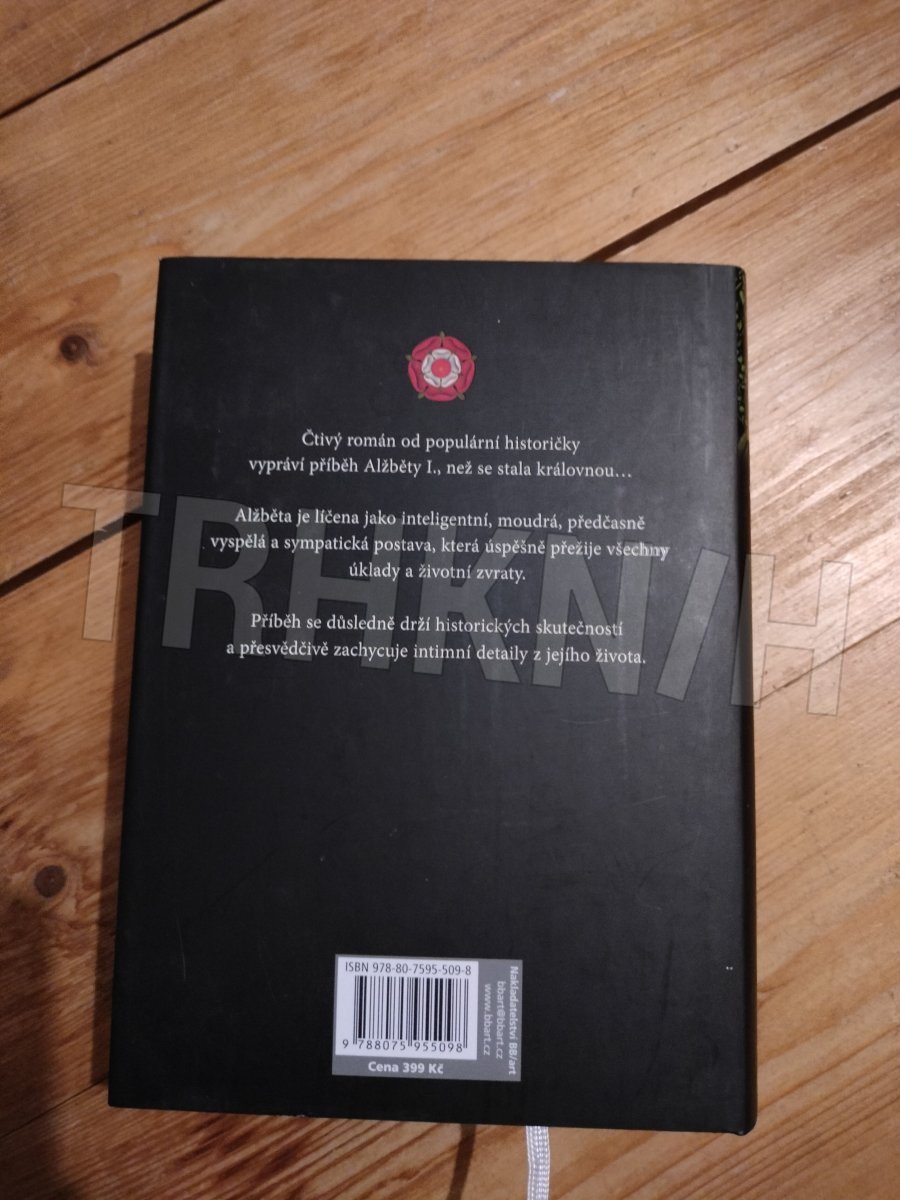 Čtivý román od populární historičky
vypráví příběh Alžběty I., než se stala královnou…
Alžběta je líčena jako inteligentní, moudrá, předčasně
vyspělá a sympatická postava, která úspěšně přežije všechny
úklady a životní zvraty.
Příběh se důsledně drží historických skutečností
a přesvědčivě zachycuje intimní detaily z jejího života.
TRHKNIH
ISBN 978-80-7595-509-8
9 788075 955098
Cena 399 Kč
Nakladatelství BB/art
bbart@bbart.cz
www.bbart.cz